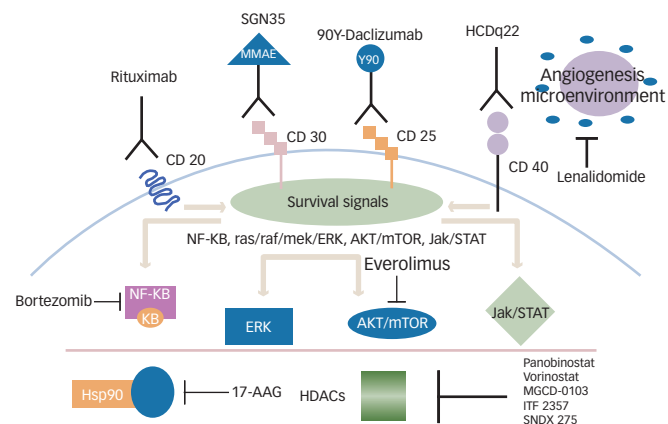 SGN35
MMAE
90Y-Daclizumab
Y90
HCDq22
Angiogenesis
microenvironment
Rituximab
CD 30
CD 25
CD 20
CD 40
Lenalidomide
Survival signals
NF-KB, ras/raf/mek/ERK, AKT/mTOR, Jak/STAT
Everolimus
Bortezomib
NF-KB
KB
ERK
AKT/mTOR
Jak/STAT
Hsp90
17-AAG
HDACs
Panobinostat
Vorinostat
MGCD-0103
ITF 2357
SNDX 275